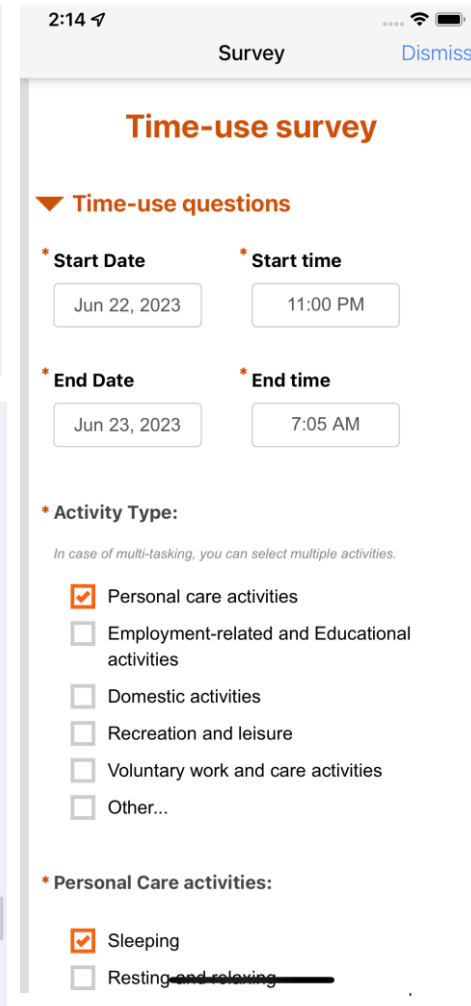 2:14
Survey
Dismiss
Time-use survey
Time-use questions
* Start Date
* Start time
Jun 22, 2023
11:00 PM
* End Date
* End time
Jun 23, 2023
7:05 AM
* Activity Type:
In case of multi-tasking, you can select multiple activities.
Personal care activities
Employment-related and Educational
activities
Domestic activities
Recreation and leisure
Voluntary work and care activities
Other...
* Personal Care activities:
Sleeping
Resting and relaxing